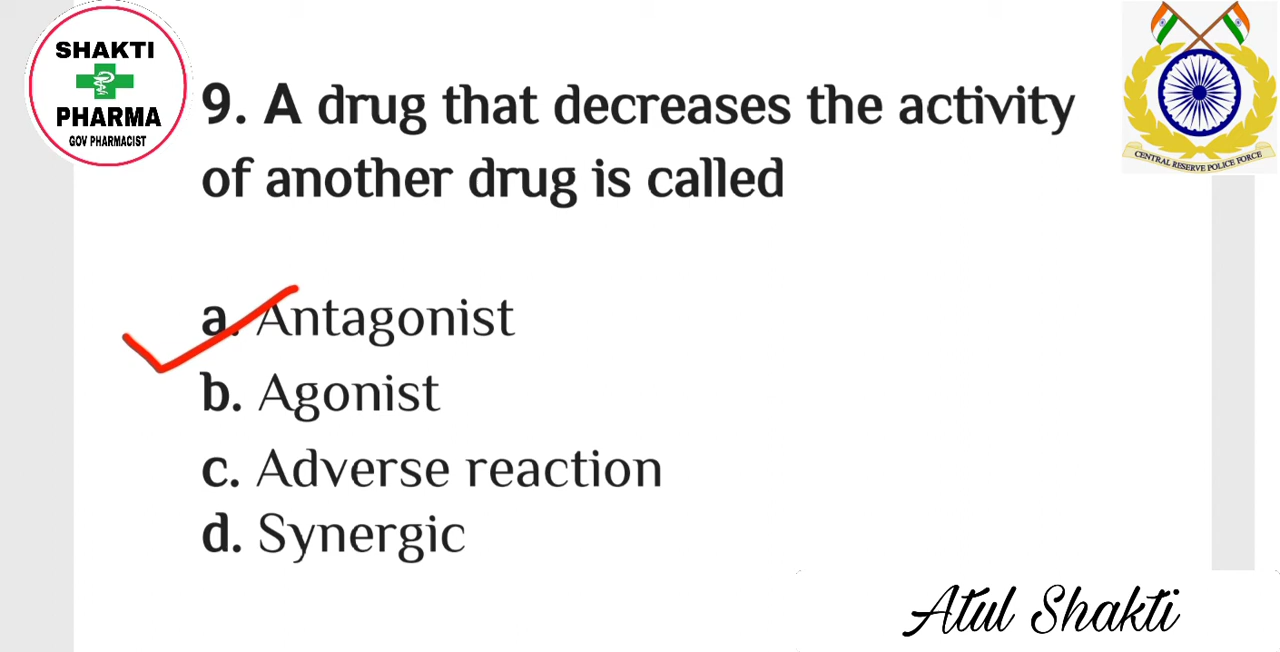 SHAKTI
PHARMA
GOV PHARMACIST
9. A drug that decreases the activity
of another drug is called
a. Antagonist
b. Agonist
c. Adverse reaction
d. Synergic
CENTRAL RESERVE POLICE FORCE
Atul Shakti